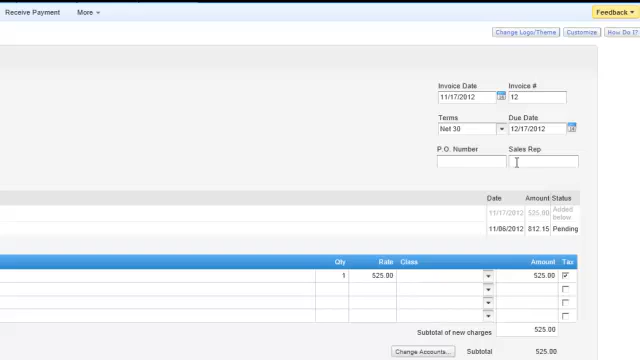 Receive Payment More Feedback
Change Logo/Theme Customize How Do I?
Invoice Date Invoice #
11/17/2012 12
Terms Due Date
Net 30 12/17/2012
P.O. Number Sales Rep
Date Amount Status
11/17/2012 525.00 Added below
11/06/2012 812.15 Pending
Qty Rate Class Amount Tax
1 525.00 525.00
Subtotal of new charges 525.00
Change Accounts... Subtotal 525.00